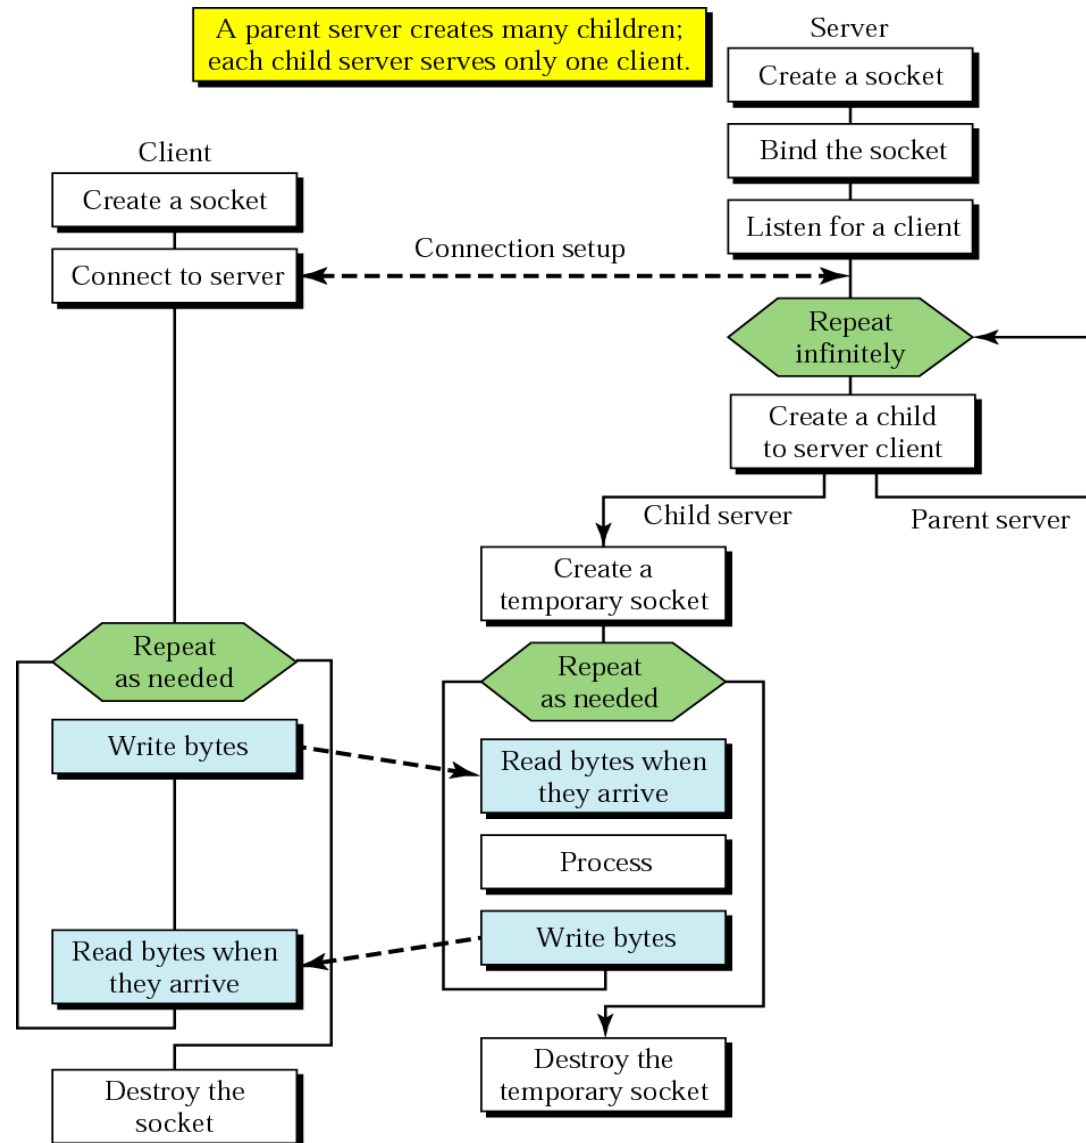 A parent server creates many children;
each child server serves only one client.
Server
Create a socket
Bind the socket
Listen for a client
Client
Create a socket
Connect to server
Connection setup
Repeat
infinitely
Create a child
to server client
Child server
Parent server
Create a
temporary socket
Repeat
as needed
Repeat
as needed
Write bytes
Read bytes when
they arrive
Process
Write bytes
Read bytes when
they arrive
Destroy the
temporary socket
Destroy the
socket